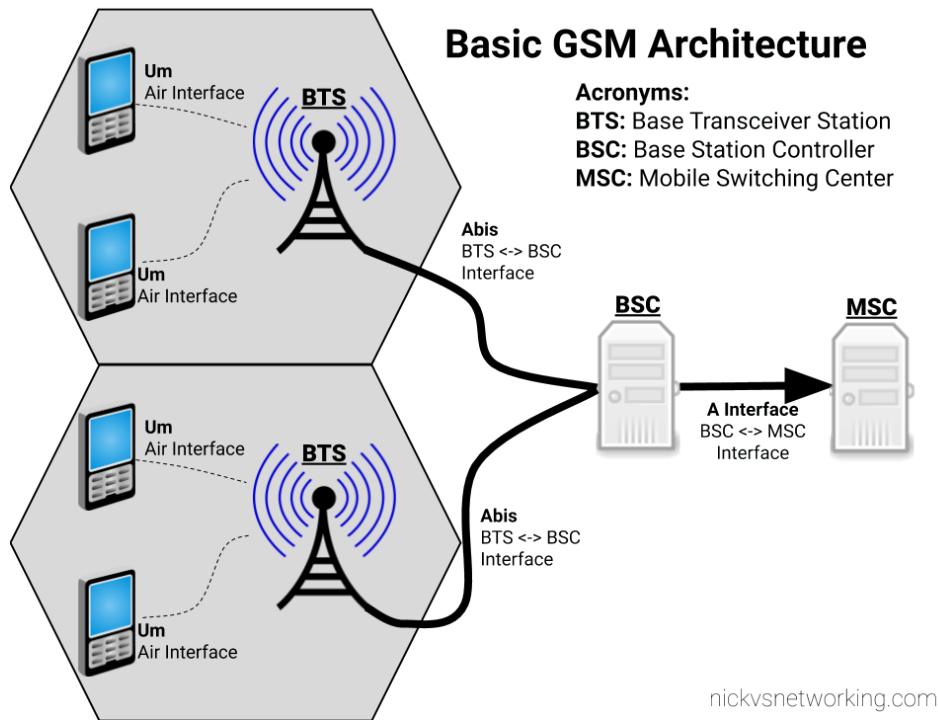 Basic GSM Architecture
Acronyms:
BTS: Base Transceiver Station
BSC: Base Station Controller
MSC: Mobile Switching Center
Um
Air Interface
BTS
Um
Air Interface
Abis
BTS <-> BSC
Interface
BSC
MSC
A Interface
BSC <-> MSC
Interface
Um
Air Interface
BTS
Abis
BTS <-> BSC
Interface
Um
Air Interface
nickvsnetworking.com